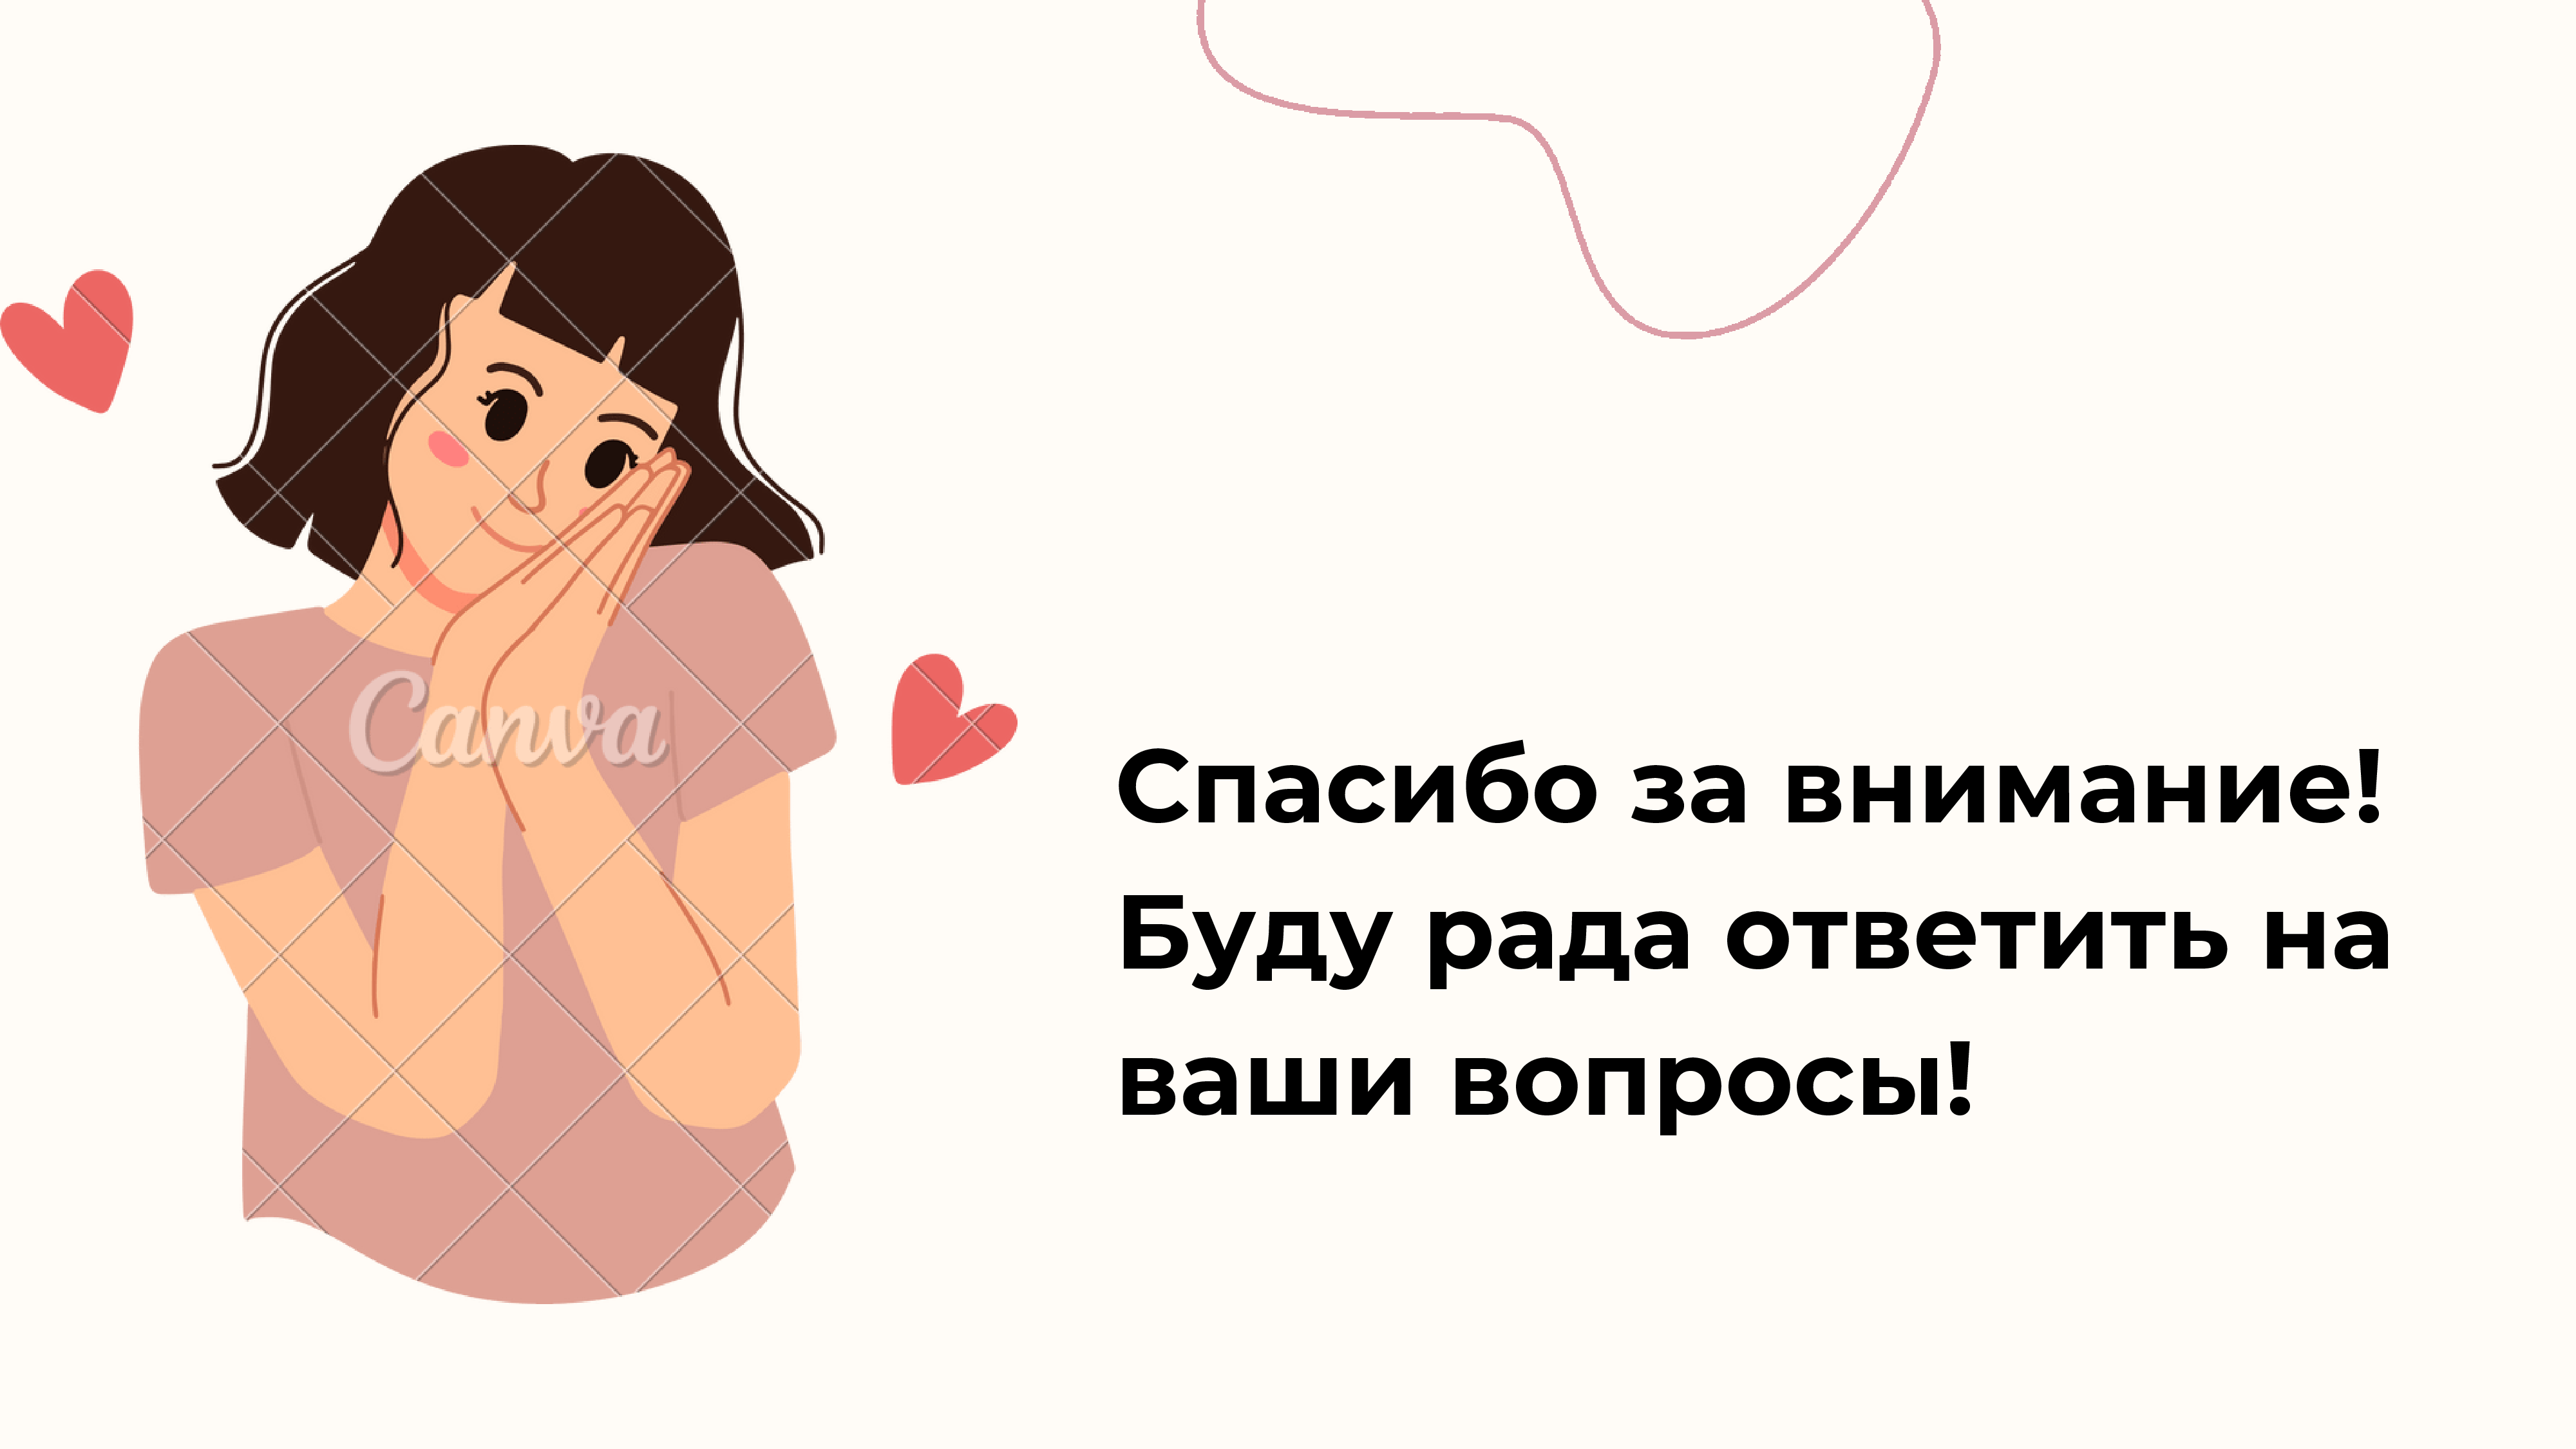 Canva
Спасибо за внимание!
Буду рада ответить на
ваши вопросы!